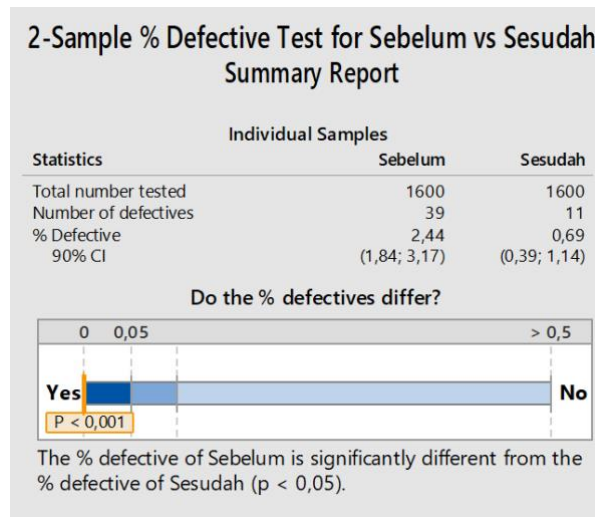 2-Sample % Defective Test for Sebelum vs Sesudah
Summary Report
Individual Samples
Statistics Sebelum Sesudah
Total number tested 1600 1600
Number of defectives 39 11
% Defective 2,44 0,69
90% CI (1,84; 3,17) (0,39; 1,14)
Do the % defectives differ?
0 0,05 > 0,5
Yes No
P < 0,001
The % defective of Sebelum is significantly different from the
% defective of Sesudah (p < 0,05).